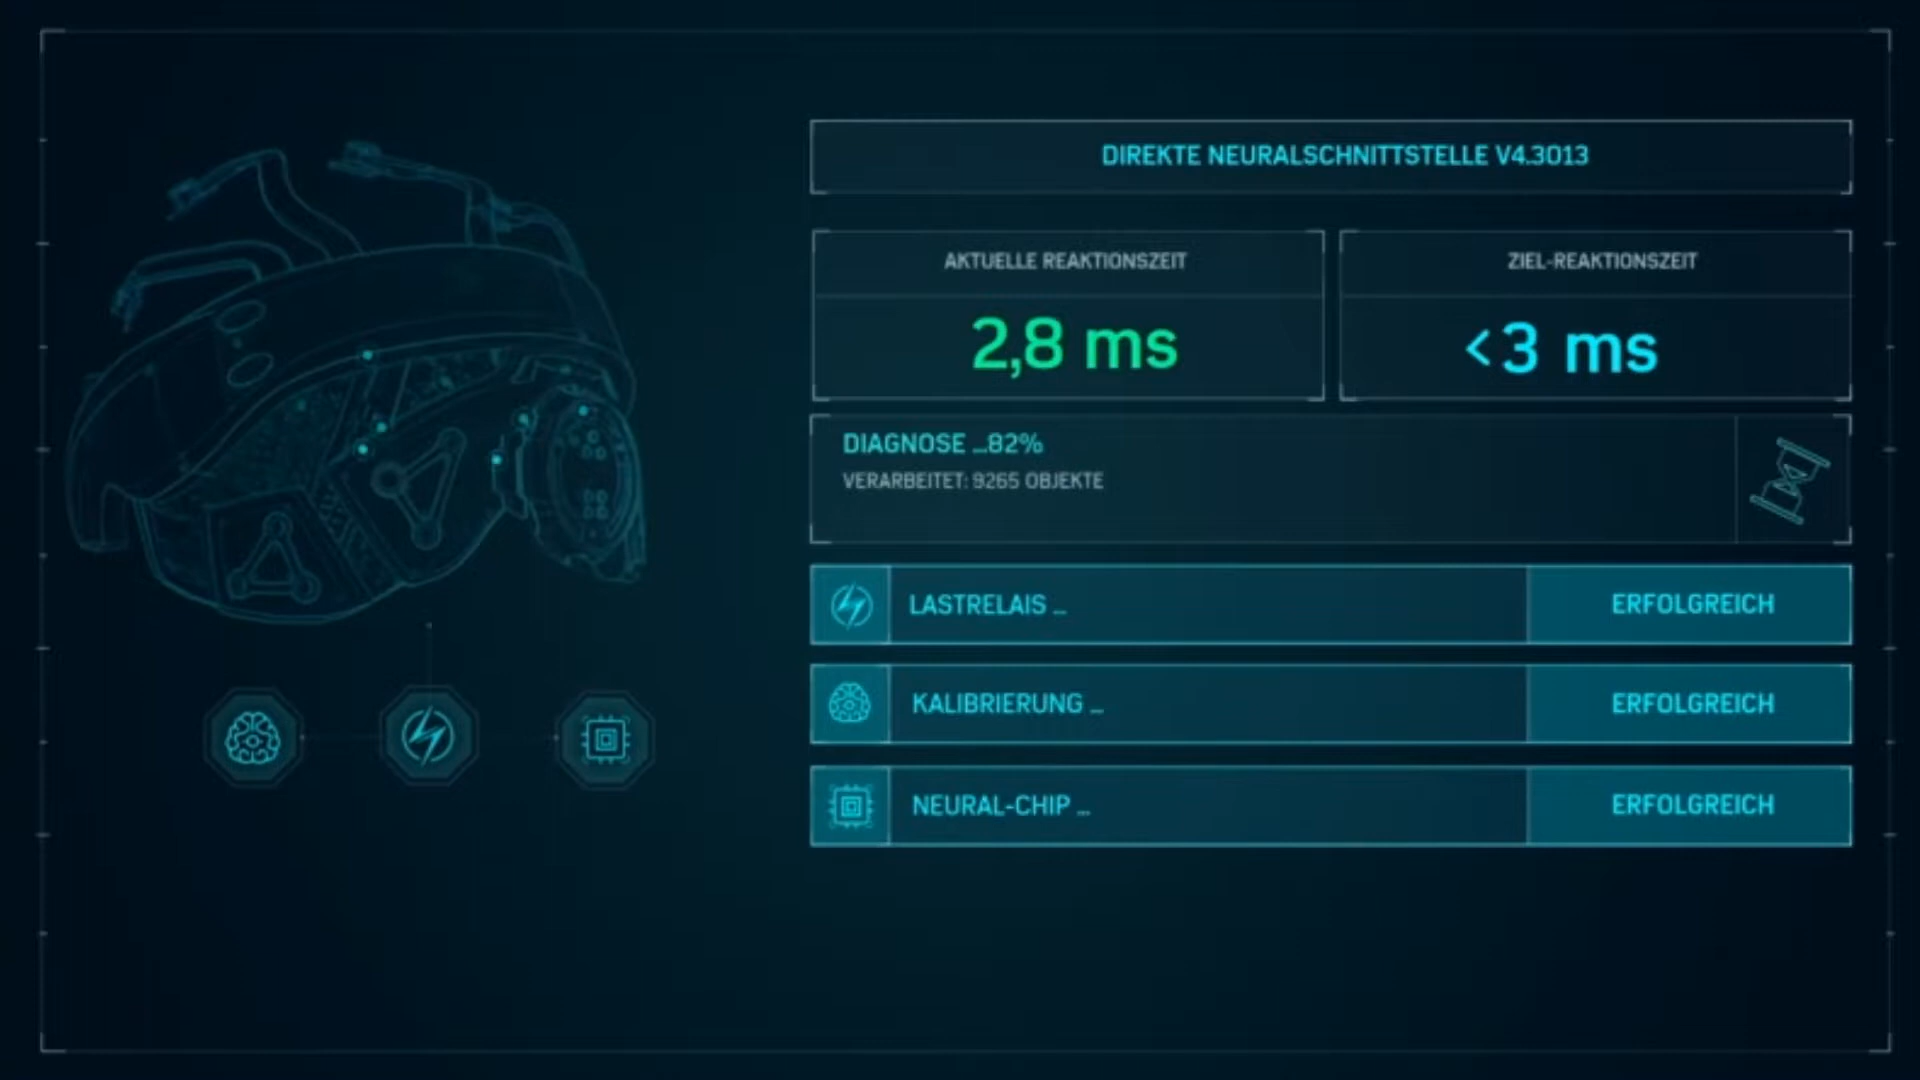 DIREKTE NEURALSCHNITTSTELLE V4.3013
AKTUELLE REAKTIONSZEIT
2,8 ms
ZIEL-REAKTIONSZEIT
<3 ms
DIAGNOSE ...82%
VERARBEITET: 9265 OBJEKTE
LASTRELAIS ...
ERFOLGREICH
KALIBRIERUNG ...
ERFOLGREICH
NEURAL-CHIP ...
ERFOLGREICH